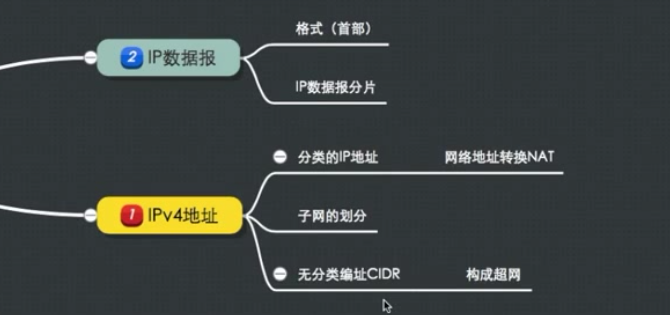 格式（首部）
2 IP数据报
IP数据报分片
分类的IP地址 网络地址转换NAT
1 IPv4地址
子网的划分
无分类编址CIDR 构成超网